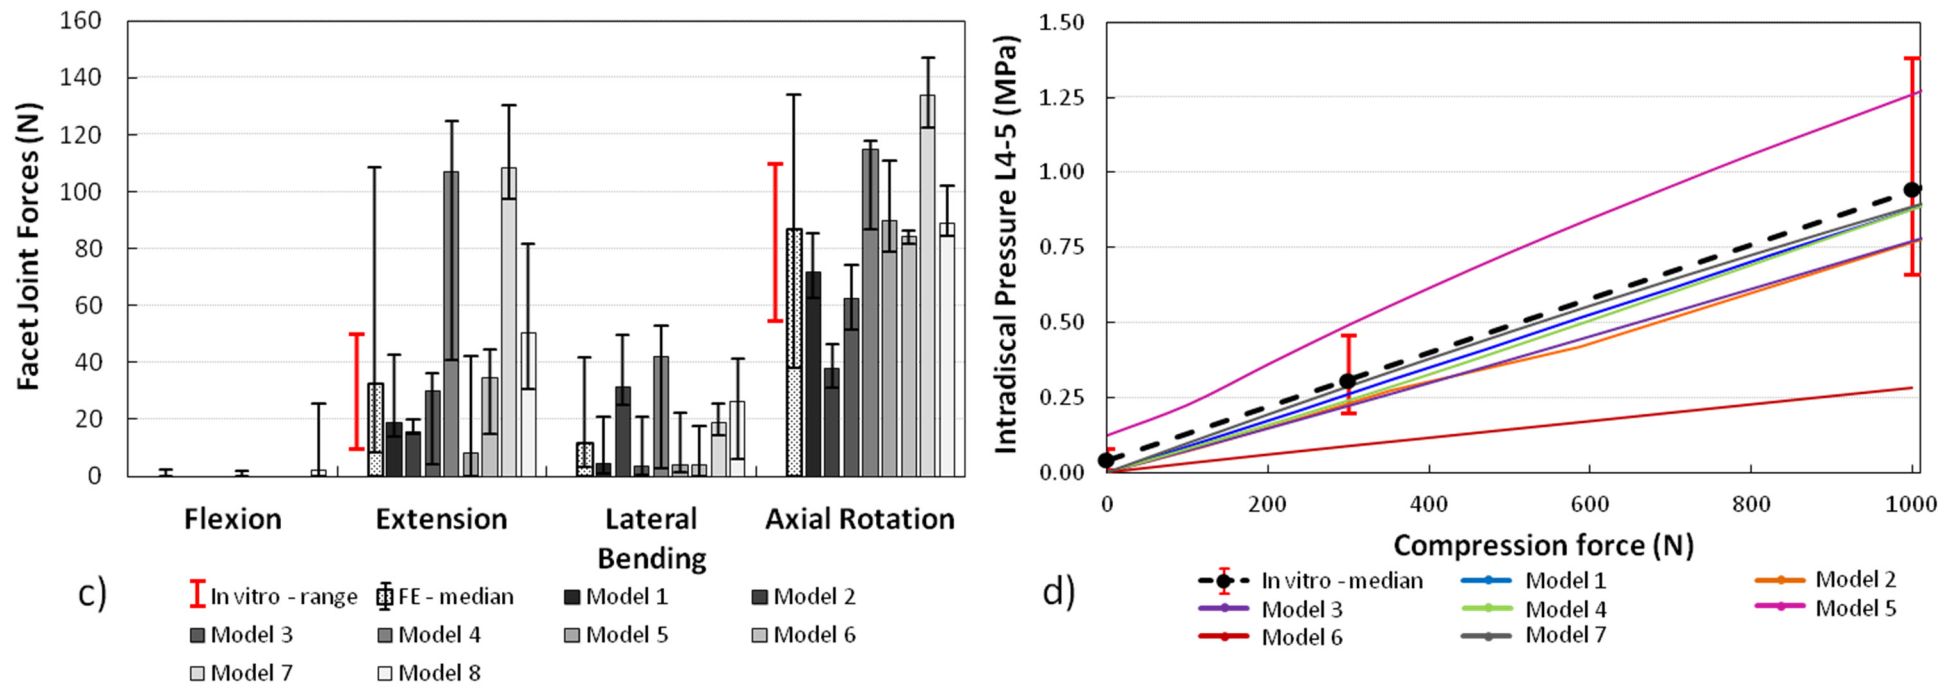 Facet Joint Forces (N)
160
140
120
100
80
60
40
20
0
Flexion
Extension
Lateral
Bending
Axial Rotation
c)
In vitro - range
FE - median
Model 1
Model 2
Model 3
Model 4
Model 5
Model 6
Model 7
Model 8
Intradiscal Pressure L4-5 (MPa)
1.50
1.25
1.00
0.75
0.50
0.25
0.00
0
200
400
600
800
1000
Compression force (N)
d)
In vitro - median
Model 1
Model 2
Model 3
Model 4
Model 5
Model 6
Model 7